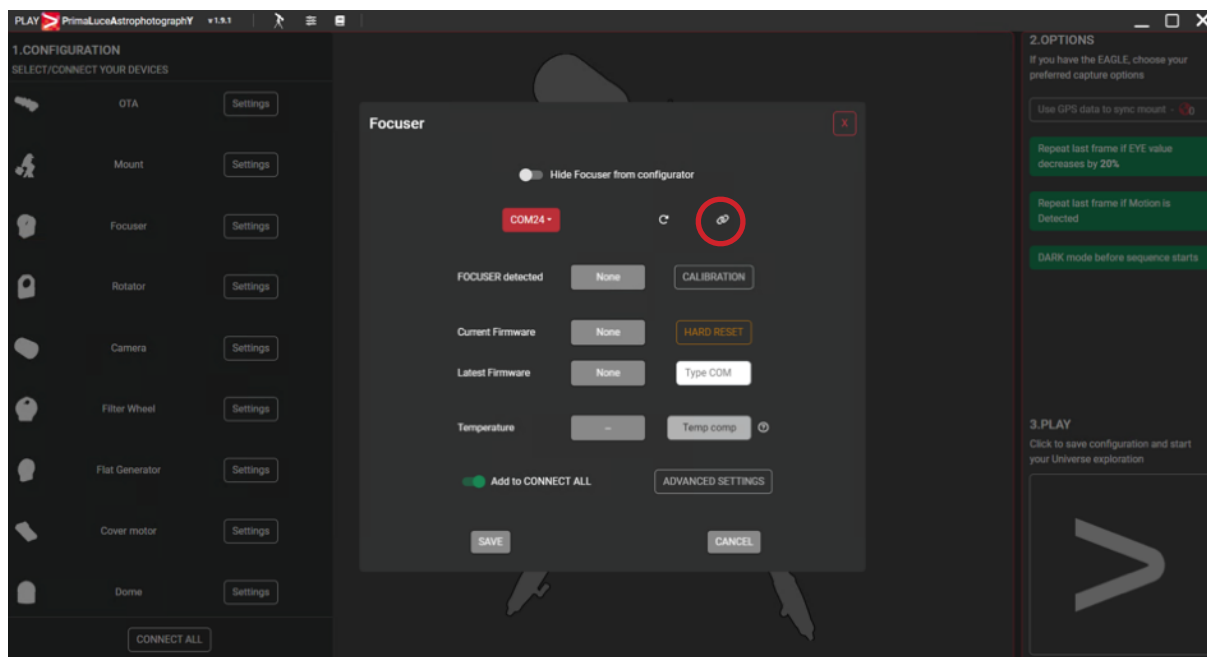 PLAY PrimaLuceAstrophotographY v1.9.1
1.CONFIGURATION
SELECT/CONNECT YOUR DEVICES
OTA Settings
Mount Settings
Focuser Settings
Rotator Settings
Camera Settings
Filter Wheel Settings
Flat Generator Settings
Cover motor Settings
Dome Settings
CONNECT ALL
Focuser X
Hide Focuser from configurator
COM24
FOCUSER detected None CALIBRATION
Current Firmware None HARD RESET
Latest Firmware None Type COM
Temperature – Temp comp
Add to CONNECT ALL ADVANCED SETTINGS
SAVE CANCEL
2.OPTIONS
If you have the EAGLE, choose your
preferred capture options
Use GPS data to sync mount - 0
Repeat last frame if EYE value
decreases by 20%
Repeat last frame if Motion is
Detected
DARK mode before sequence starts
3.PLAY
Click to save configuration and start
your Universe exploration